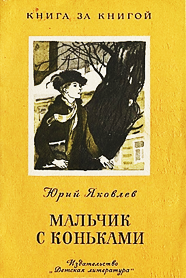 КНИГА ЗА КНИГОЙ
Юрий Яковлев
МАЛЬЧИК
С КОНЬКАМИ
Издательство
„Детская литература“